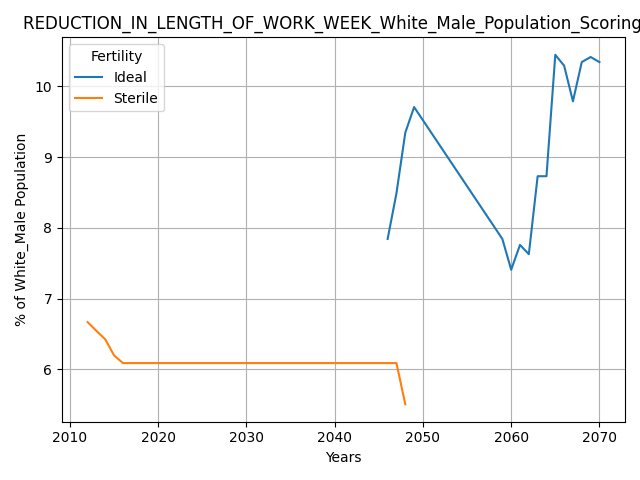 REDUCTION_IN_LENGTH_OF_WORK_WEEK_White_Male_Population_Scoring
Fertility
Ideal
Sterile
% of White_Male Population
10
9
8
7
6
2010 2020 2030 2040 2050 2060 2070
Years